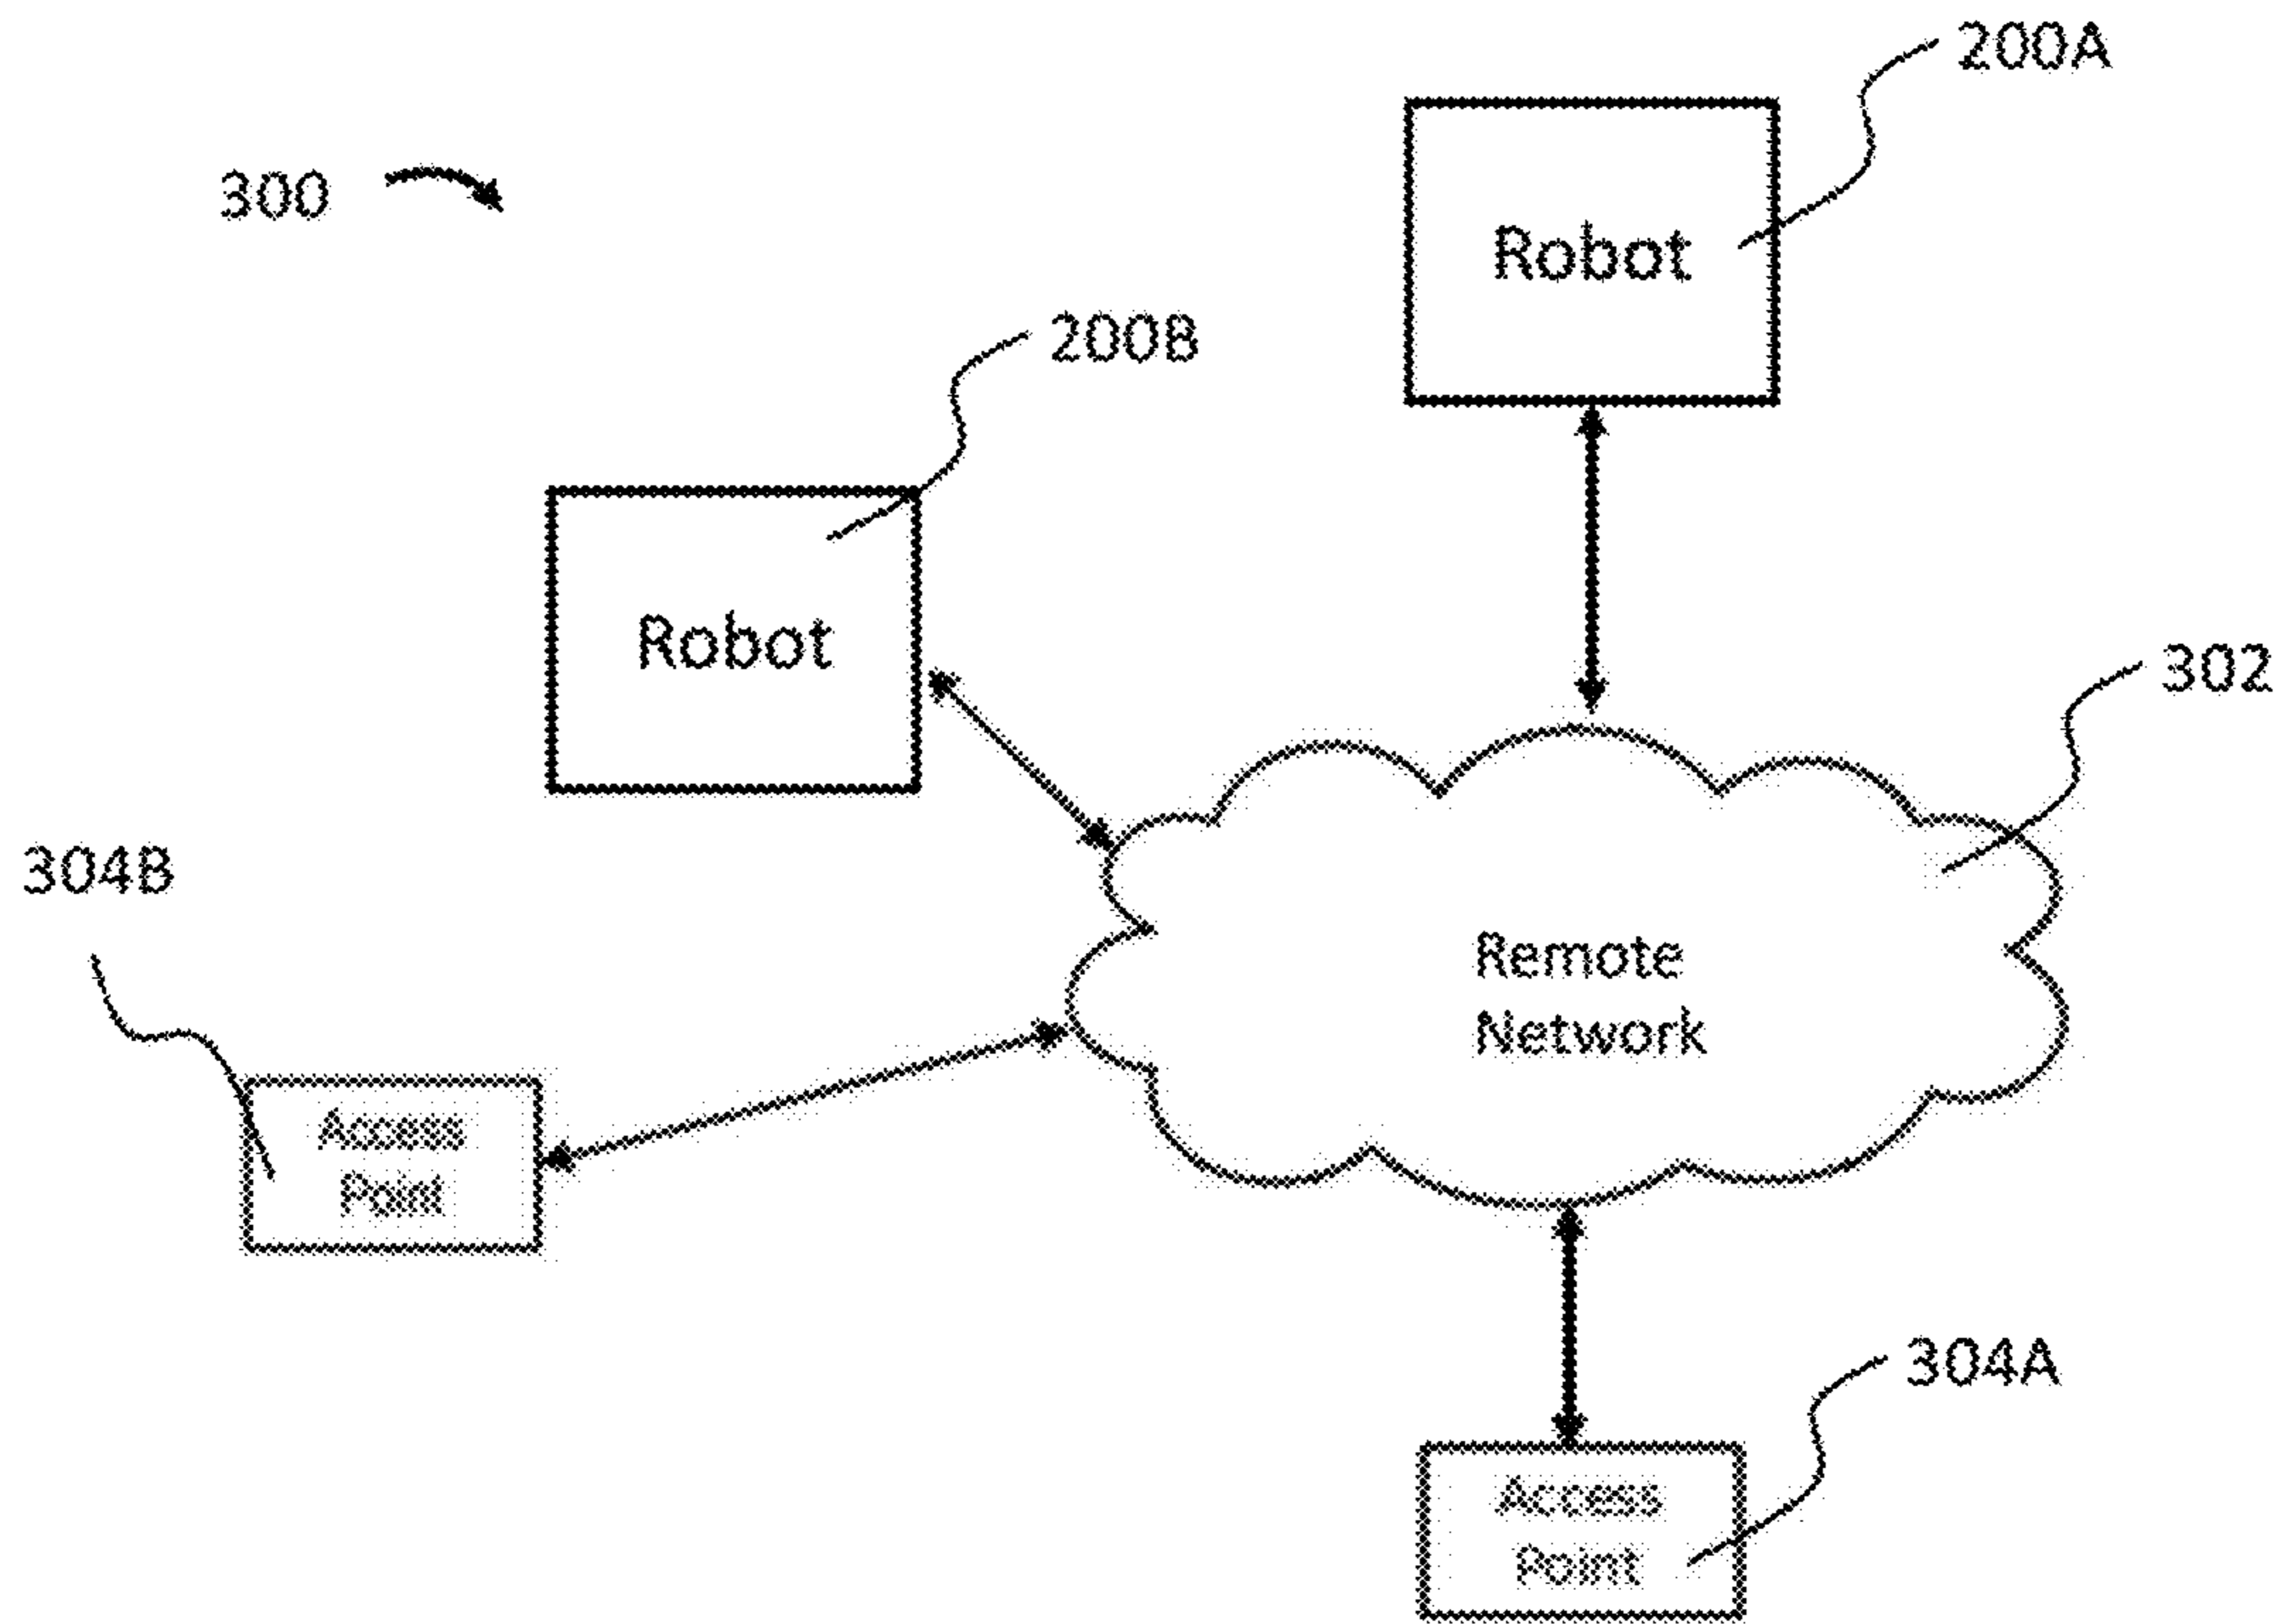 200A
300
Robot
200B
Robot
302
304B
Remote
Network
Access
Point
304A
Access
Point